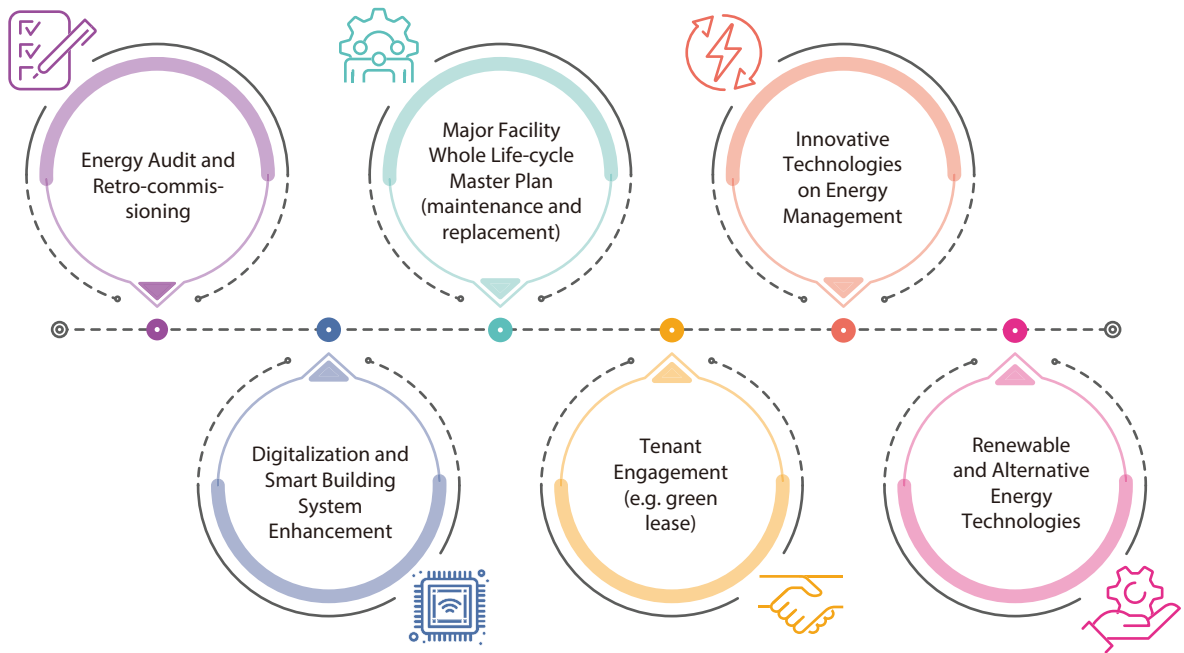 Energy Audit and
Retro-commis-
sioning
Major Facility
Whole Life-cycle
Master Plan
(maintenance and
replacement)
Innovative
Technologies
on Energy
Management
Digitalization and
Smart Building
System
Enhancement
Tenant
Engagement
(e.g. green
lease)
Renewable
and Alternative
Energy
Technologies